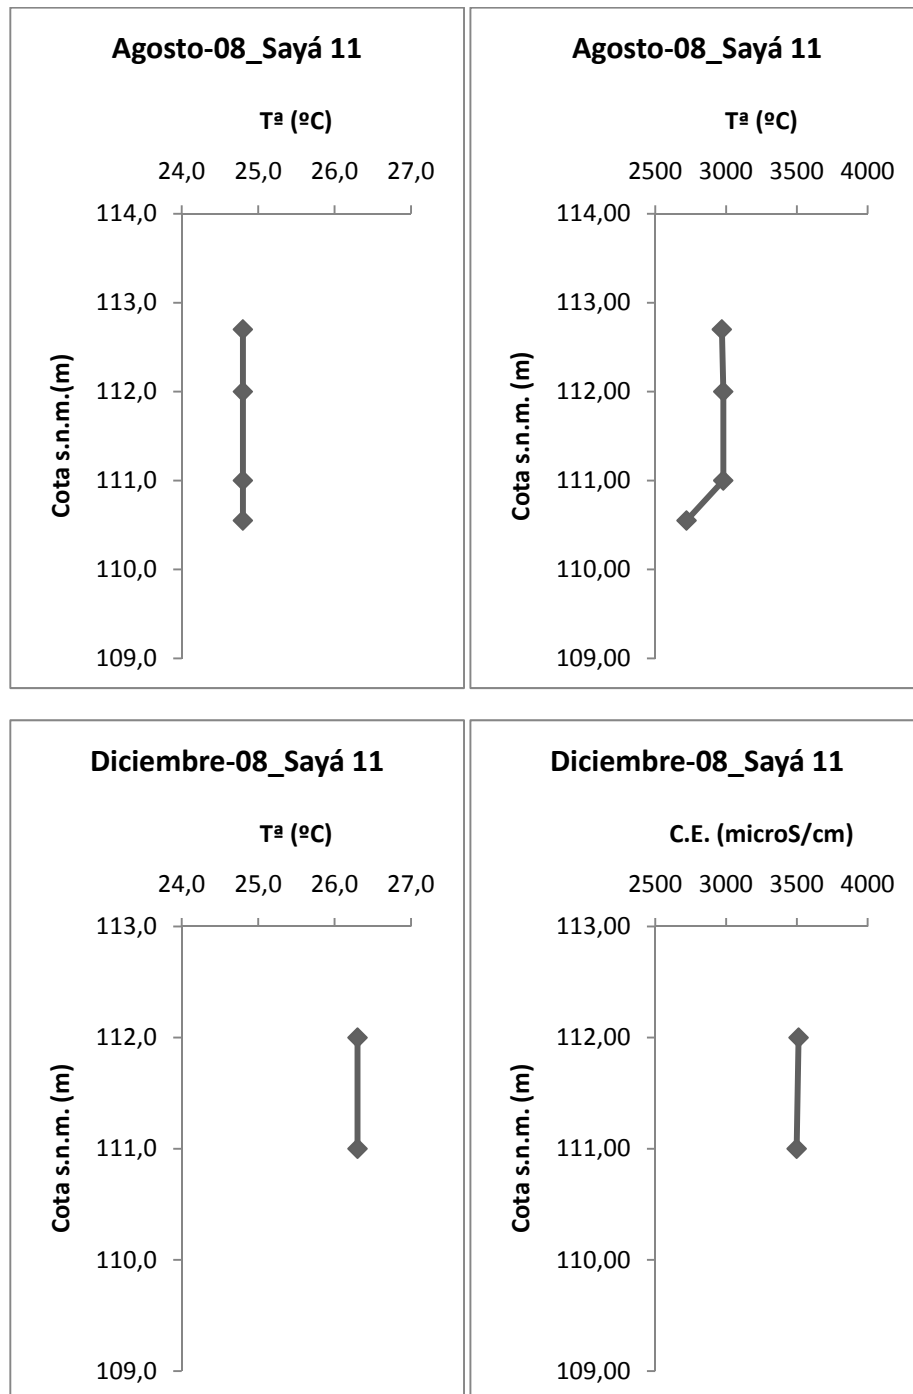 Agosto-08_Sayá 11
Tª (ºC)
24,0 25,0 26,0 27,0
114,0
113,0
112,0
111,0
110,0
109,0
Cota s.n.m.(m)
Agosto-08_Sayá 11
Tª (ºC)
2500 3000 3500 4000
114,00
113,00
112,00
111,00
110,00
109,00
Cota s.n.m. (m)
Diciembre-08_Sayá 11
Tª (ºC)
24,0 25,0 26,0 27,0
113,0
112,0
111,0
110,0
109,0
Cota s.n.m. (m)
Diciembre-08_Sayá 11
C.E. (microS/cm)
2500 3000 3500 4000
113,00
112,00
111,00
110,00
109,00
Cota s.n.m. (m)